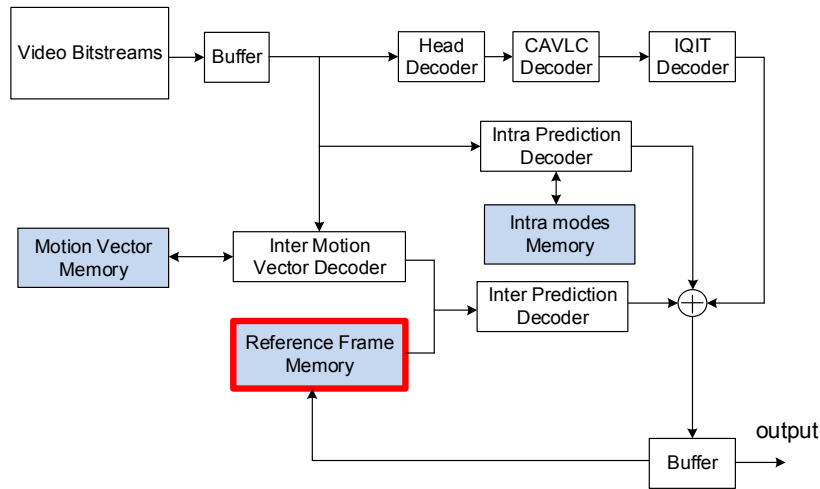 Video Bitstreams
Buffer
Head
Decoder
CAVLC
Decoder
IQIT
Decoder
Intra Prediction
Decoder
Intra modes
Memory
Motion Vector
Memory
Inter Motion
Vector Decoder
Inter Prediction
Decoder
Reference Frame
Memory
output
Buffer